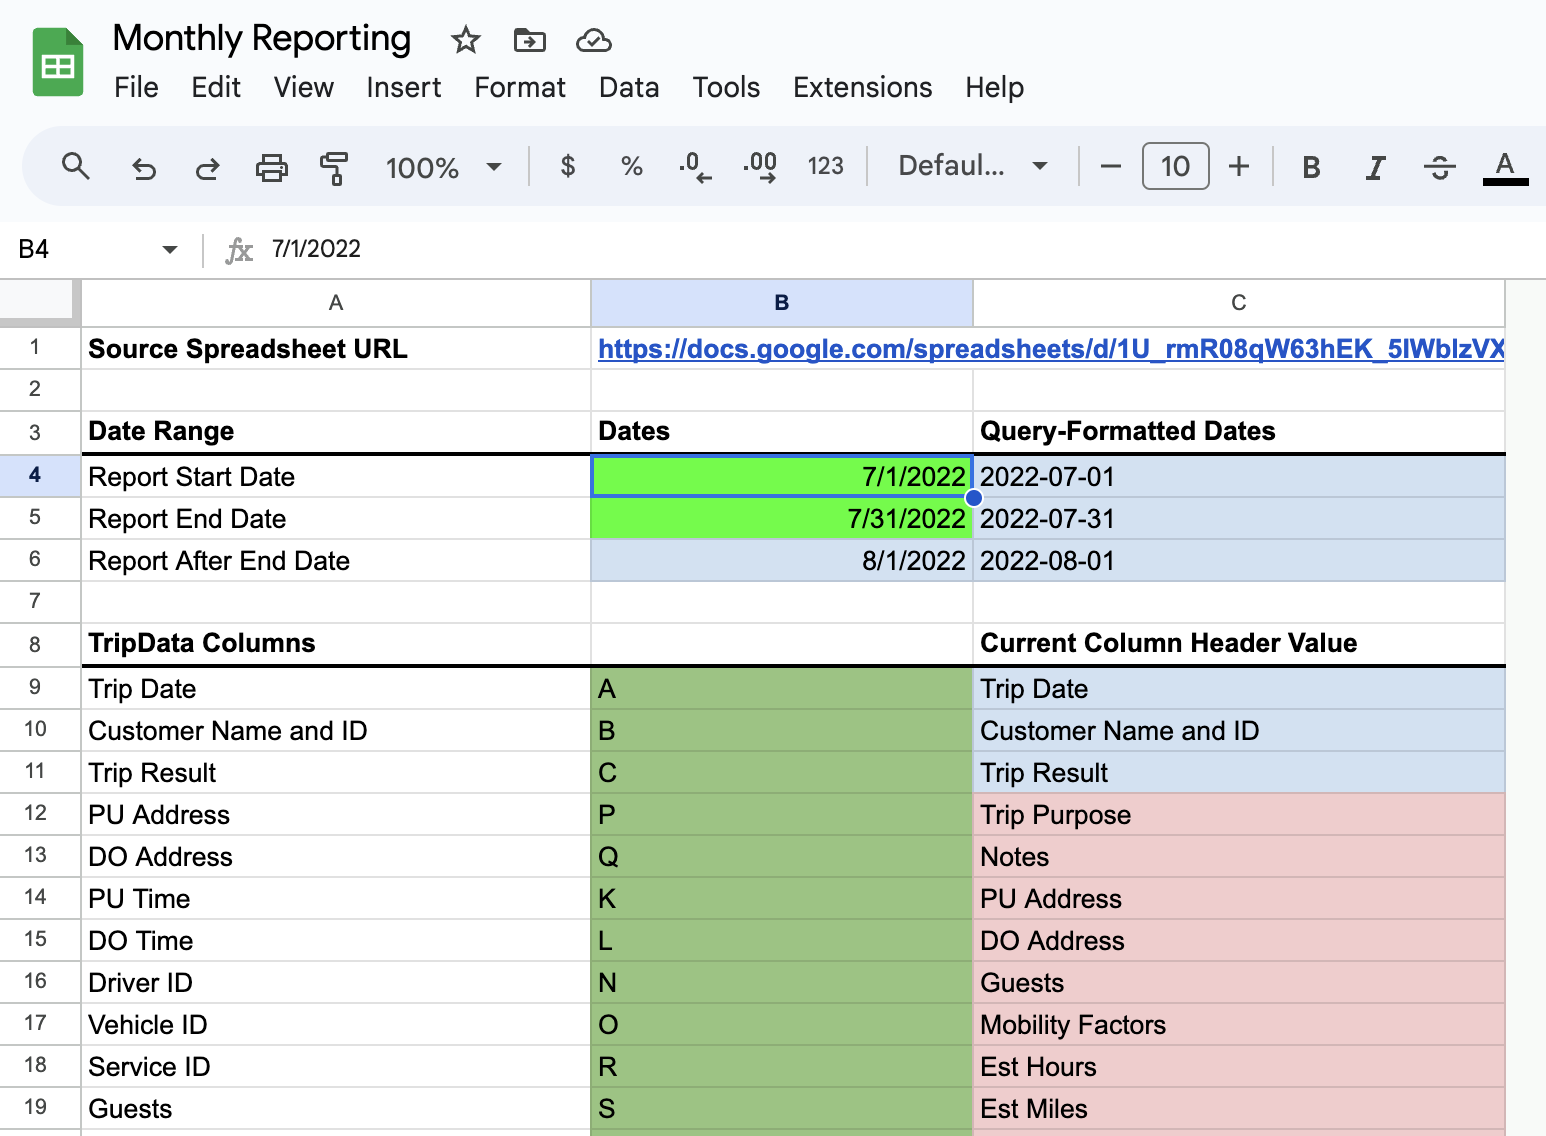 Monthly Reporting
File Edit View Insert Format Data Tools Extensions Help
100% $ % .0 .00 123 Defaul... − 10 + B I S A
B4 fx 7/1/2022
A B C
1 Source Spreadsheet URL https://docs.google.com/spreadsheets/d/1U_rmR08qW63hEK_5IWbIzVX
2
3 Date Range Dates Query-Formatted Dates
4 Report Start Date 7/1/2022 2022-07-01
5 Report End Date 7/31/2022 2022-07-31
6 Report After End Date 8/1/2022 2022-08-01
7
8 TripData Columns Current Column Header Value
9 Trip Date A Trip Date
10 Customer Name and ID B Customer Name and ID
11 Trip Result C Trip Result
12 PU Address P Trip Purpose
13 DO Address Q Notes
14 PU Time K PU Address
15 DO Time L DO Address
16 Driver ID N Guests
17 Vehicle ID O Mobility Factors
18 Service ID R Est Hours
19 Guests S Est Miles